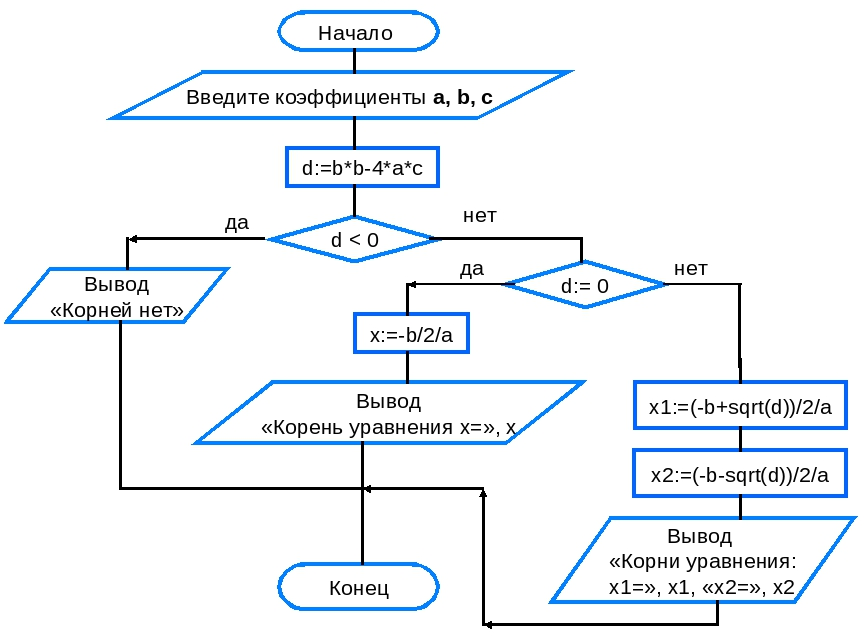 Начало
Введите коэффициенты a, b, c
d:=b*b-4*a*c
да
нет
d < 0
Вывод
«Корней нет»
да
нет
d:= 0
x:=-b/2/a
Вывод
«Корень уравнения x=», x
x1:=(-b+sqrt(d))/2/a
x2:=(-b-sqrt(d))/2/a
Вывод
«Корни уравнения:
x1=», x1, «x2=», x2
Конец